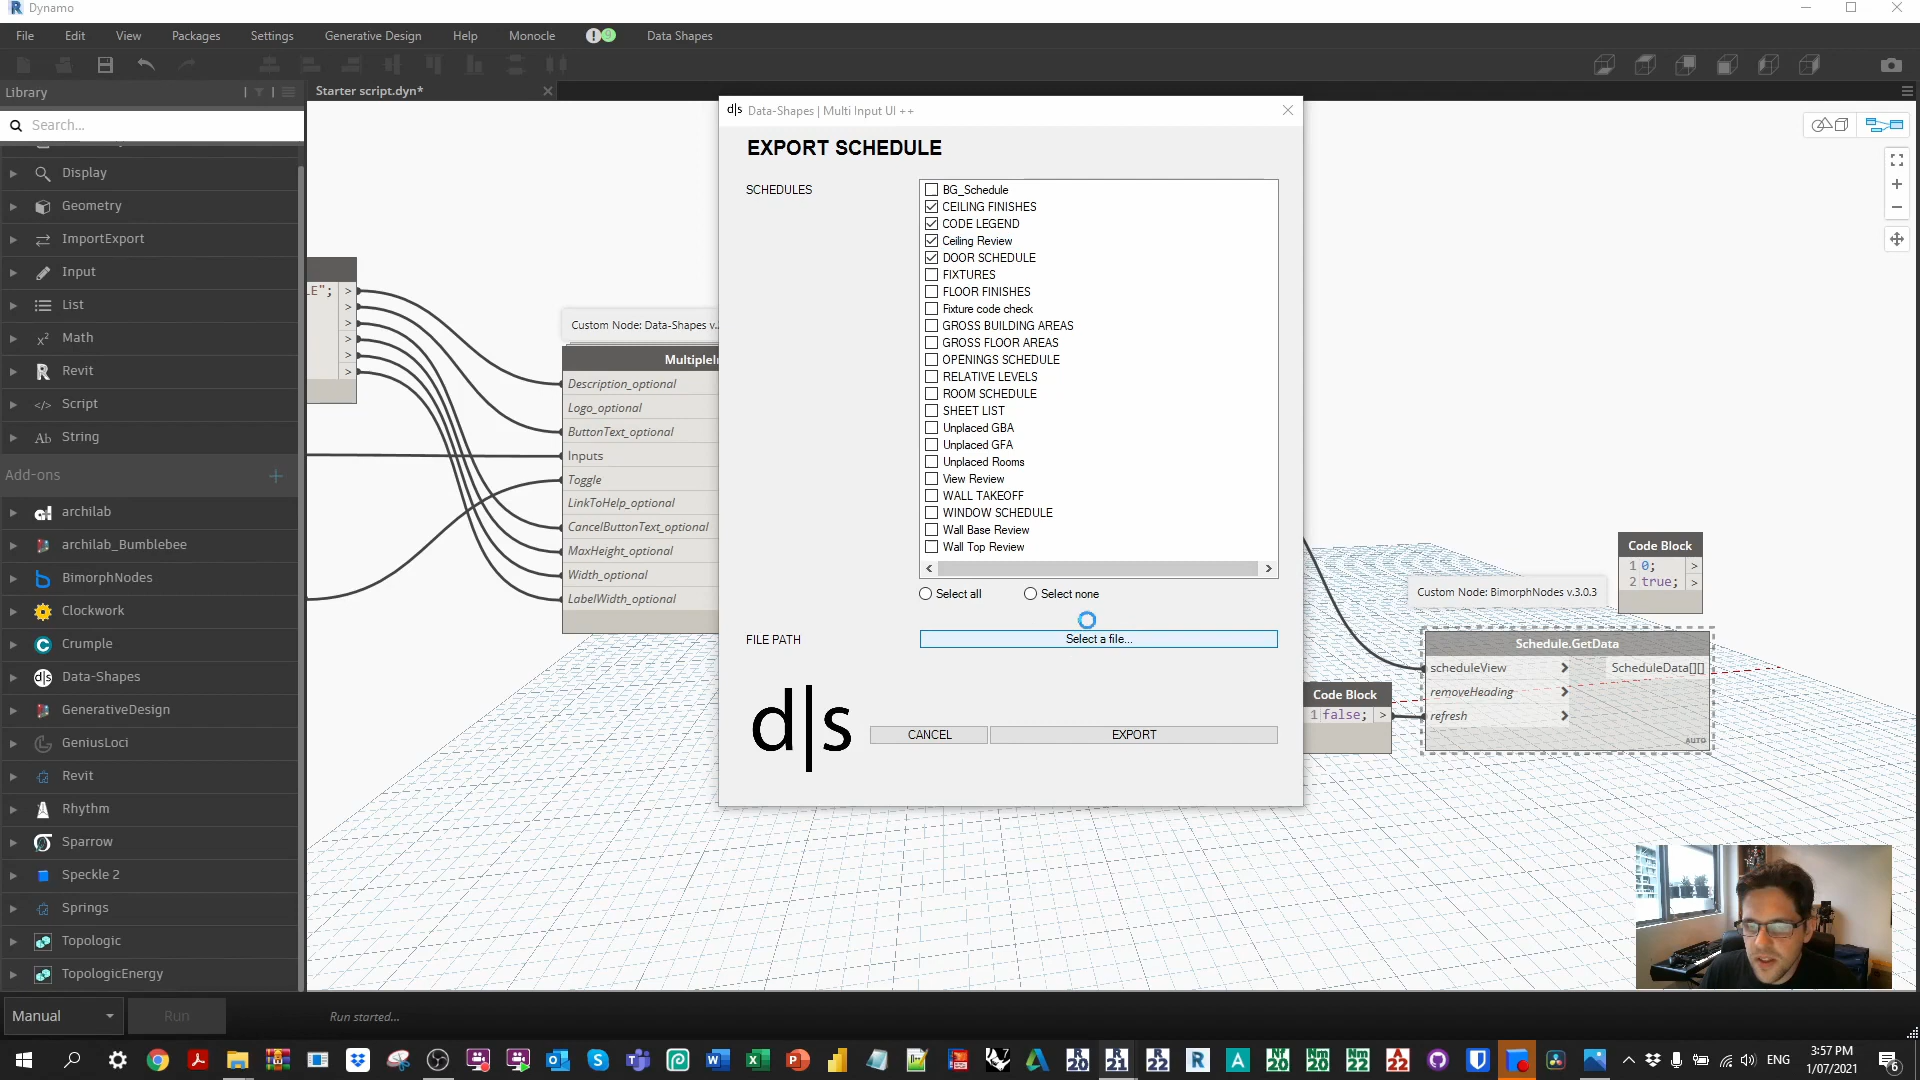 Dynamo
File Edit View Packages Settings Generative Design Help Monocle Data Shapes
Library
Starter script.dyn*
Search...
Display
Geometry
ImportExport
Input
List
Math
Revit
Script
Ab String
Add-ons
archilab
archilab_Bumblebee
BimorphNodes
Clockwork
Crumple
d|s Data-Shapes
GenerativeDesign
GeniusLoci
Revit
Rhythm
Sparrow
Speckle 2
Springs
Topologic
TopologicEnergy
Manual
Run
Run started...
LE";
>
>
>
>
>
>
Custom Node: Data-Shapes v.
MultipleIn
Description_optional
Logo_optional
ButtonText_optional
Inputs
Toggle
LinkToHelp_optional
CancelButtonText_optional
MaxHeight_optional
Width_optional
LabelWidth_optional
d|s Data-Shapes | Multi Input UI ++
EXPORT SCHEDULE
SCHEDULES
BG_Schedule
CEILING FINISHES
CODE LEGEND
Ceiling Review
DOOR SCHEDULE
FIXTURES
FLOOR FINISHES
Fixture code check
GROSS BUILDING AREAS
GROSS FLOOR AREAS
OPENINGS SCHEDULE
RELATIVE LEVELS
ROOM SCHEDULE
SHEET LIST
Unplaced GBA
Unplaced GFA
Unplaced Rooms
View Review
WALL TAKEOFF
WINDOW SCHEDULE
Wall Base Review
Wall Top Review
Select all Select none
FILE PATH Select a file...
d|s
CANCEL EXPORT
Code Block
1 0; >
2 true; >
Custom Node: BimorphNodes v.3.0.3
Schedule.GetData
scheduleView > ScheduleData[][]
removeHeading >
refresh >
AUTO
Code Block
1 false; >
ENG
3:57 PM
1/07/2021
6